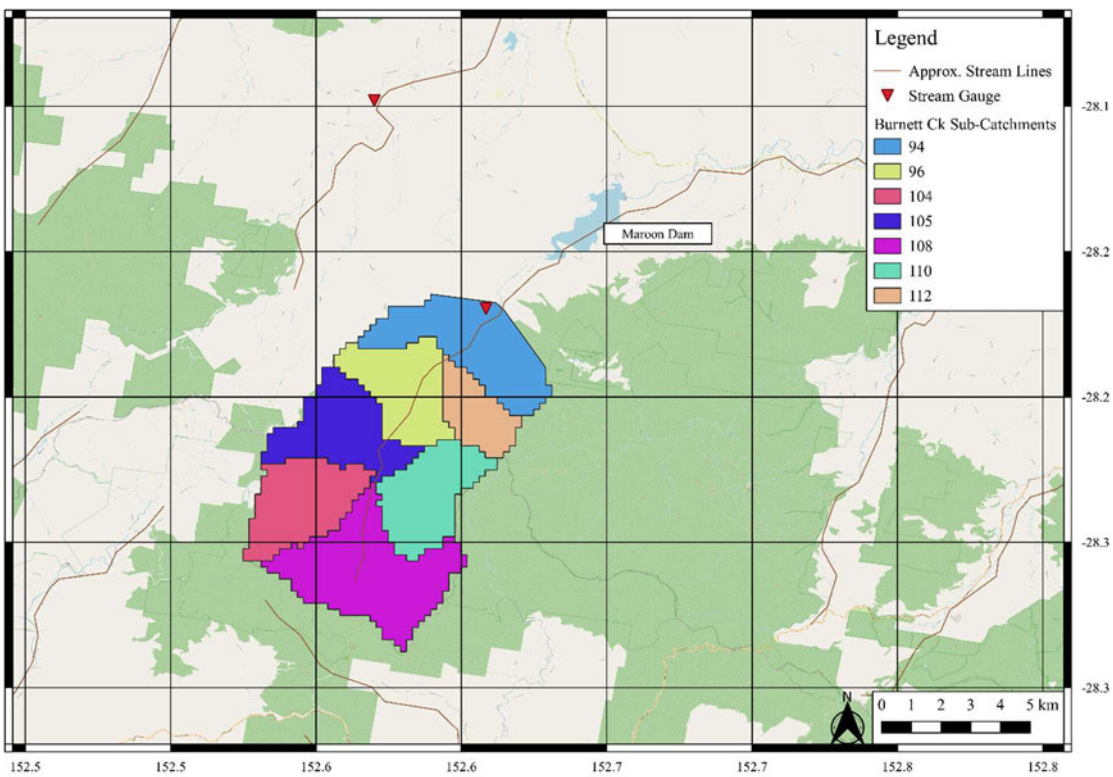 Legend
Approx. Stream Lines
Stream Gauge
Burnett Ck Sub-Catchments
94
96
104
105
108
110
112
Maroon Dam
-28.1
-28.2
-28.2
-28.3
-28.3
N
0 1 2 3 4 5 km
152.5 152.5 152.6 152.6 152.7 152.7 152.8 152.8